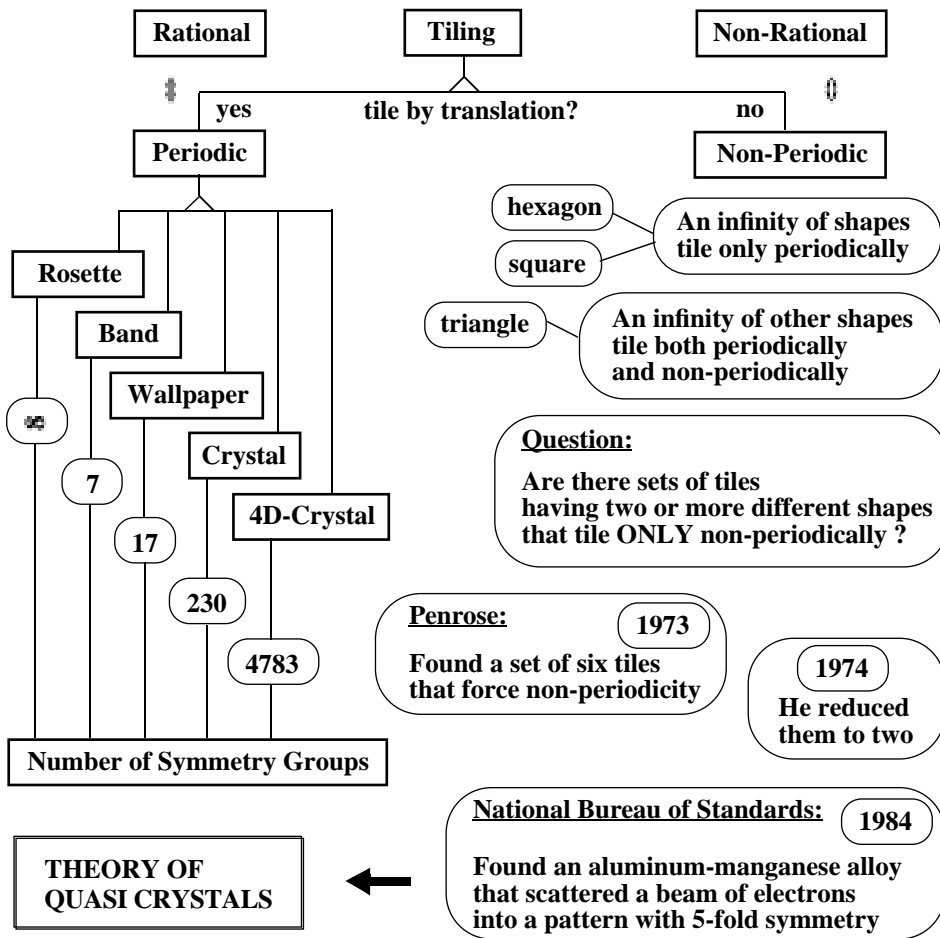 Rational
Tiling
Non-Rational
yes
tile by translation?
no
Periodic
Non-Periodic
hexagon
An infinity of shapes
tile only periodically
square
Rosette
triangle
An infinity of other shapes
tile both periodically
and non-periodically
Band
Wallpaper
∞
Crystal
Question:
Are there sets of tiles
having two or more different shapes
that tile ONLY non-periodically ?
7
4D-Crystal
17
230
Penrose:
1973
Found a set of six tiles
that force non-periodicity
4783
1974
He reduced
them to two
Number of Symmetry Groups
National Bureau of Standards:
1984
Found an aluminum-manganese alloy
that scattered a beam of electrons
into a pattern with 5-fold symmetry
THEORY OF
QUASI CRYSTALS